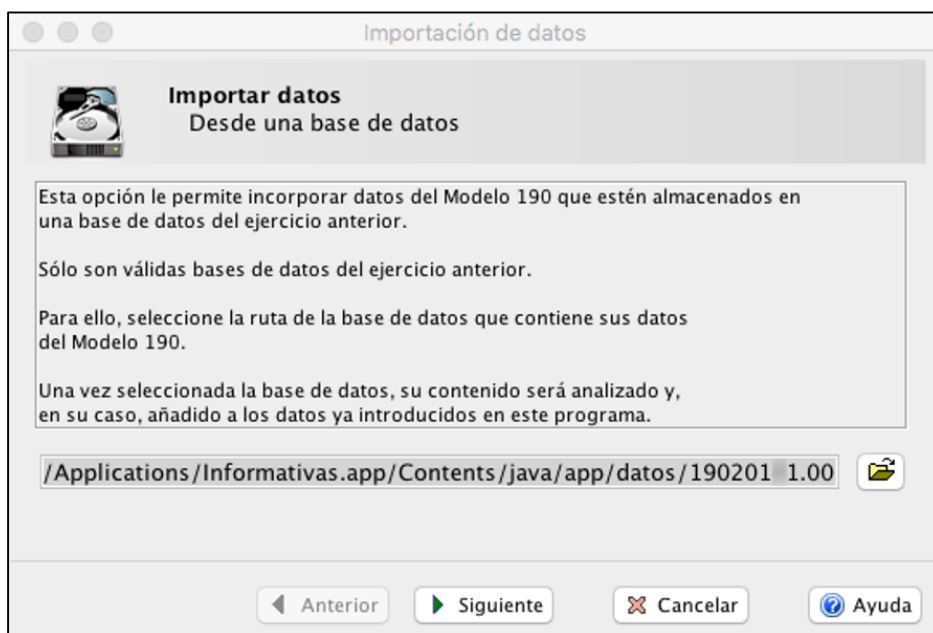 Importación de datos
Importar datos
Desde una base de datos
Esta opción le permite incorporar datos del Modelo 190 que estén almacenados en
una base de datos del ejercicio anterior.
Sólo son válidas bases de datos del ejercicio anterior.
Para ello, seleccione la ruta de la base de datos que contiene sus datos
del Modelo 190.
Una vez seleccionada la base de datos, su contenido será analizado y,
en su caso, añadido a los datos ya introducidos en este programa.
/Applications/Informativas.app/Contents/java/app/datos/190201 1.00
Anterior Siguiente Cancelar Ayuda